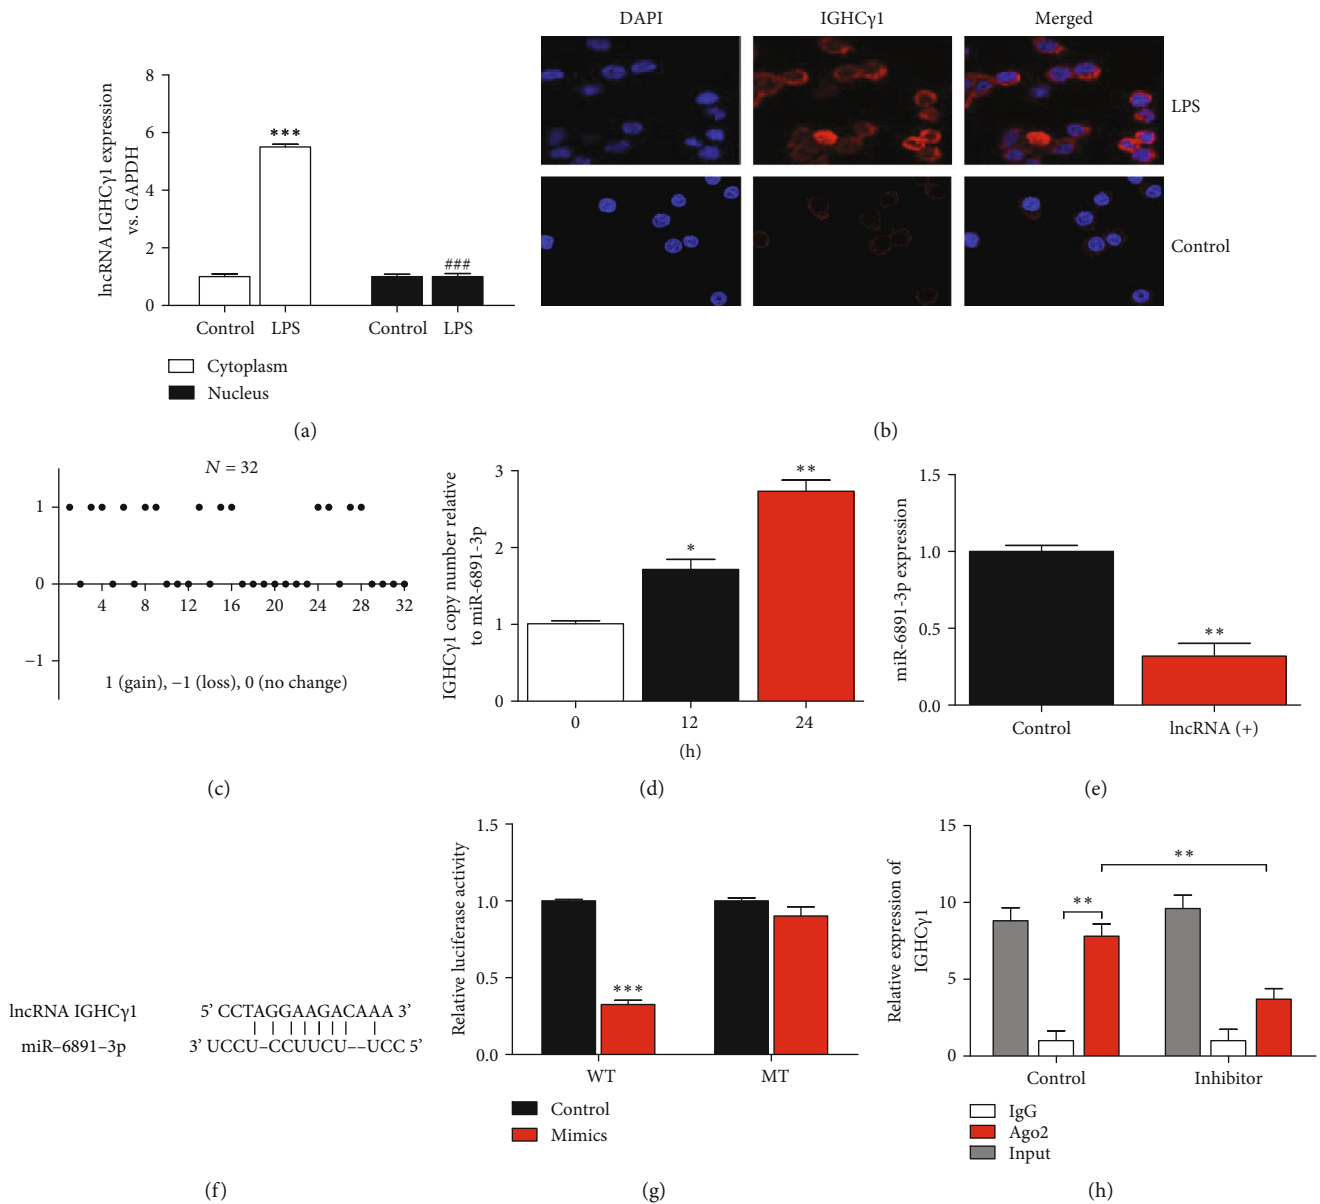 lncRNA IGHCγ1 expression
vs. GAPDH
8
6
4
2
0
***
###
Control
LPS
Control
LPS
Cytoplasm
Nucleus
(a)
DAPI
IGHCγ1
Merged
LPS
Control
(b)
N = 32
1
0
−1
4
8
12
16
20
24
28
32
1 (gain), −1 (loss), 0 (no change)
(c)
IGHCγ1 copy number relative
to miR-6891-3p
3
2
1
0
*
**
0
12
24
(h)
(d)
miR-6891-3p expression
1.5
1.0
0.5
0.0
**
Control
lncRNA (+)
(e)
lncRNA IGHCγ1 5’ CCTAGGAAGACAAA 3’
miR–6891–3p 3’ UCCU–CCUUCU––UCC 5’
(f)
Relative luciferase activity
1.5
1.0
0.5
0.0
***
WT
MT
Control
Mimics
(g)
Relative expression of
IGHCγ1
15
10
5
0
**
**
Control
Inhibitor
IgG
Ago2
Input
(h)